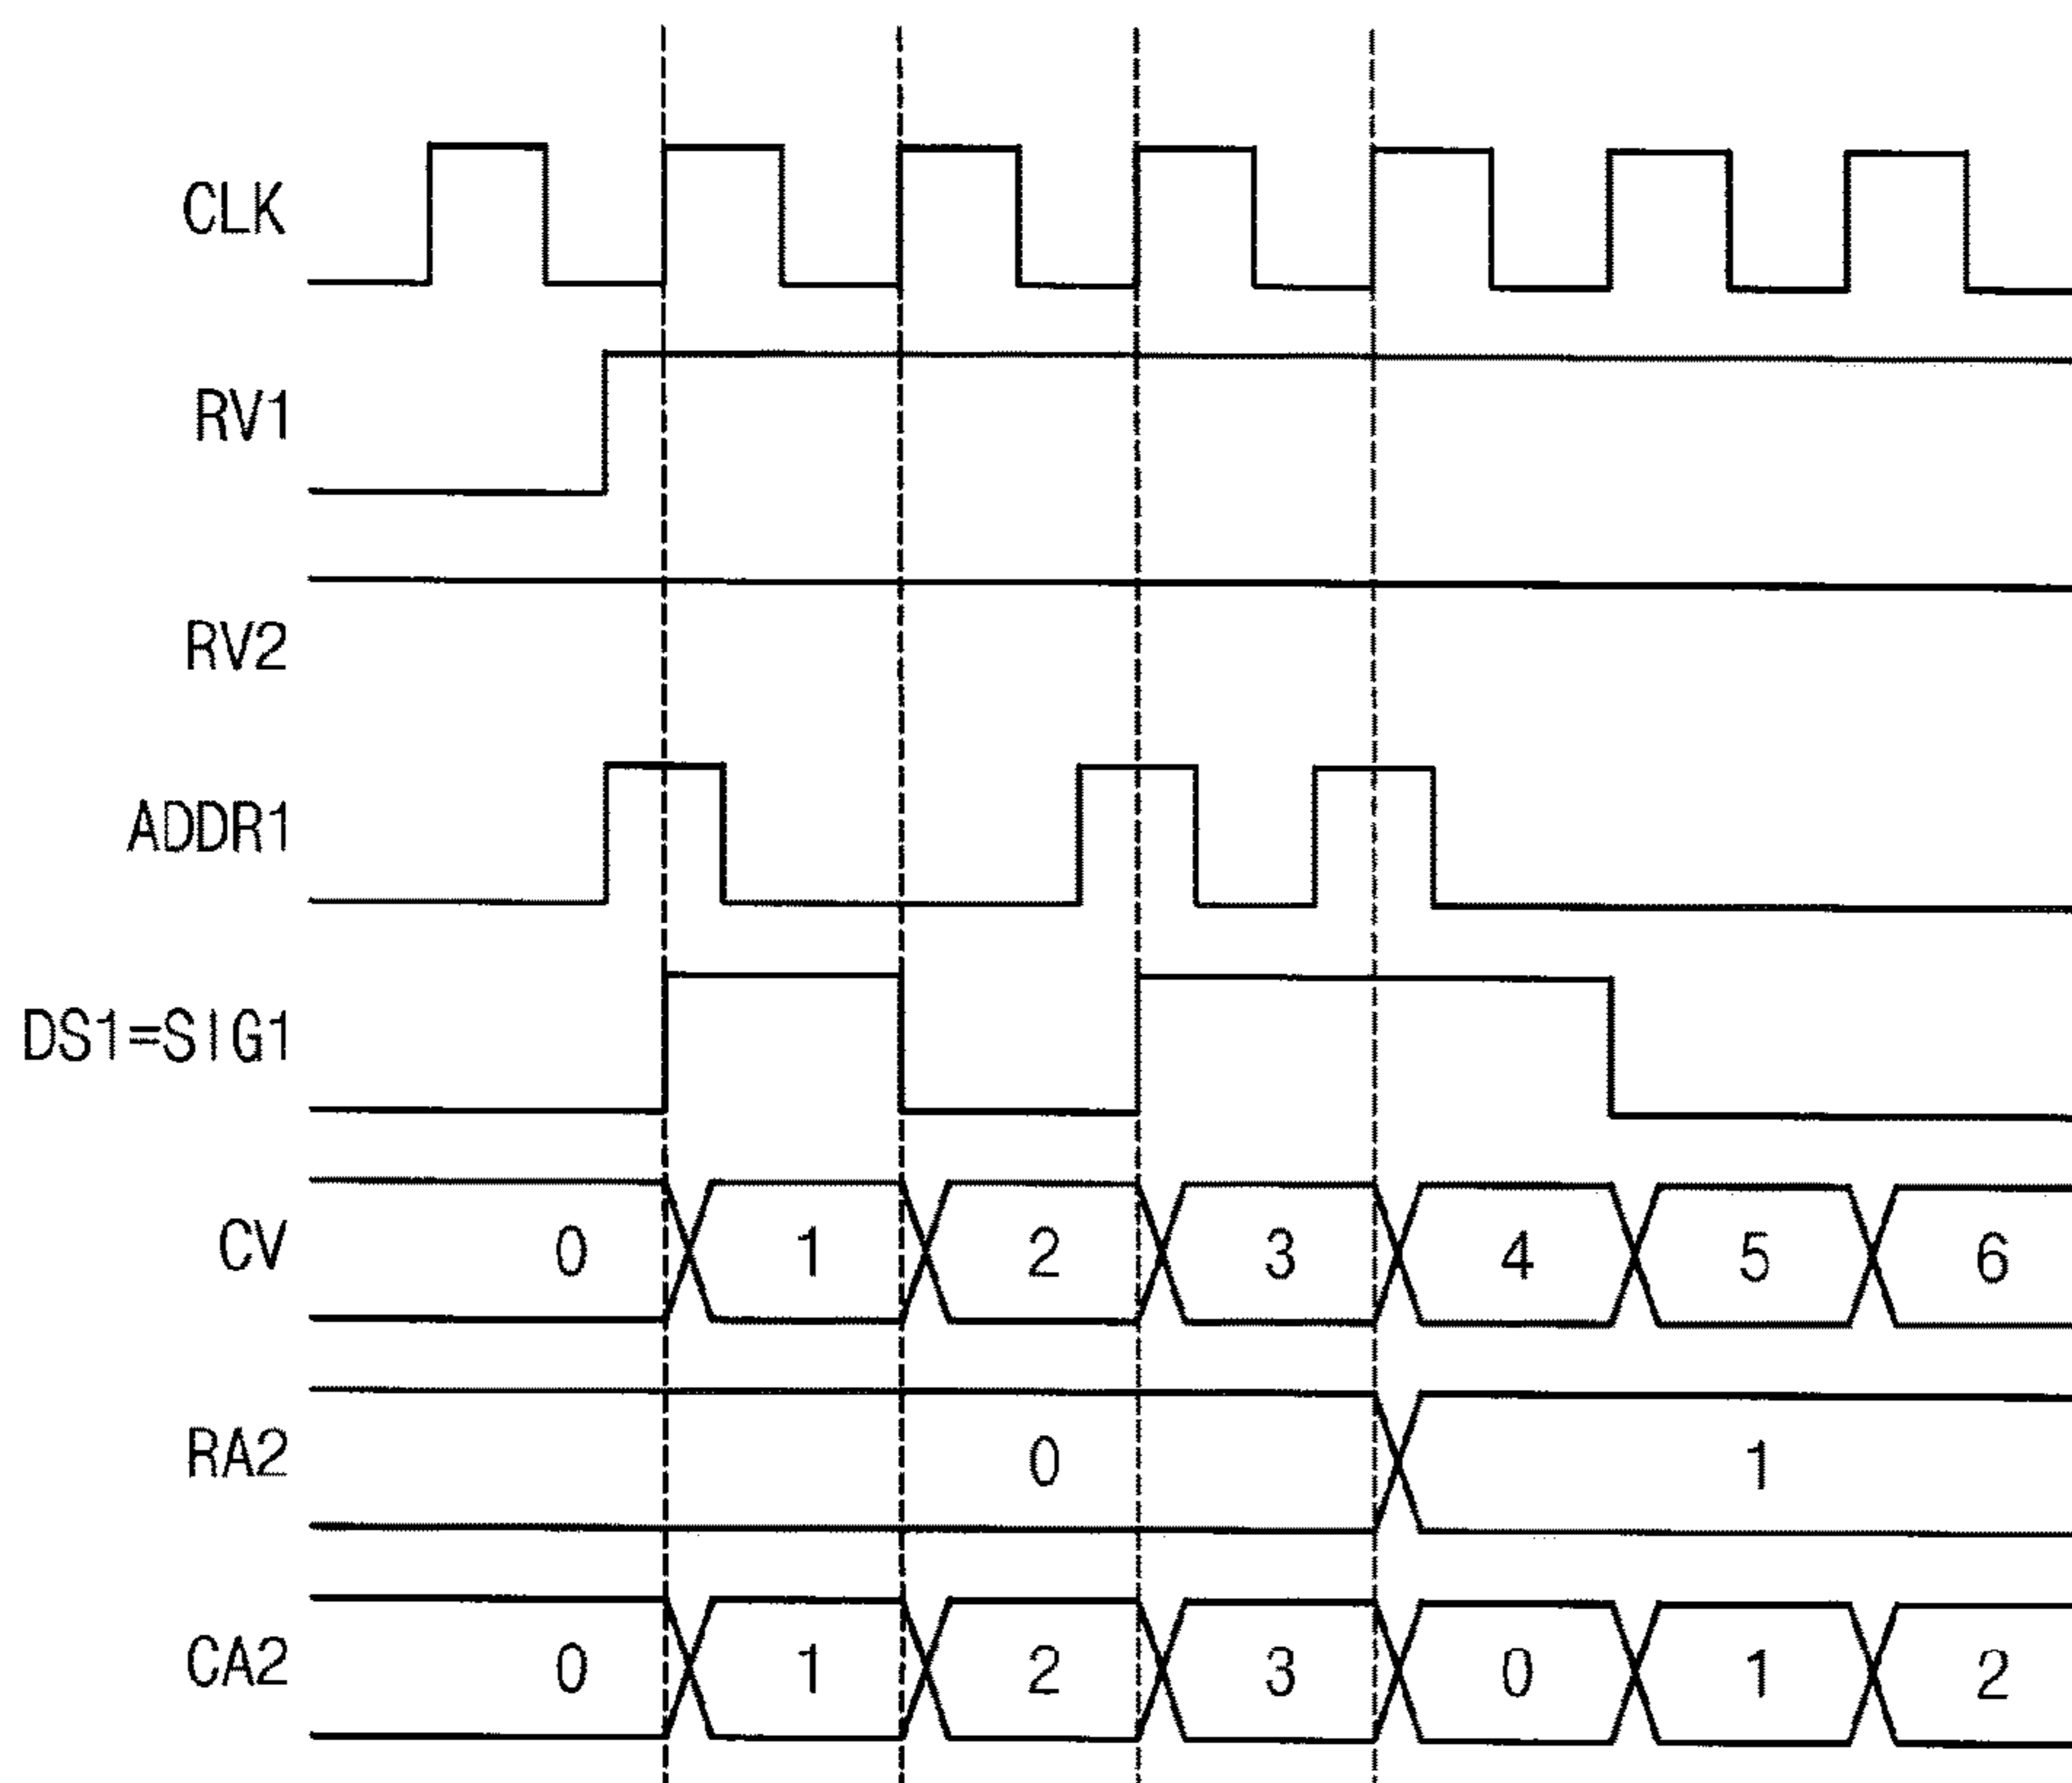 CLK
RV1
RV2
ADDR1
DS1=SIG1
CV 0 1 2 3 4 5 6
RA2 0 1
CA2 0 1 2 3 0 1 2